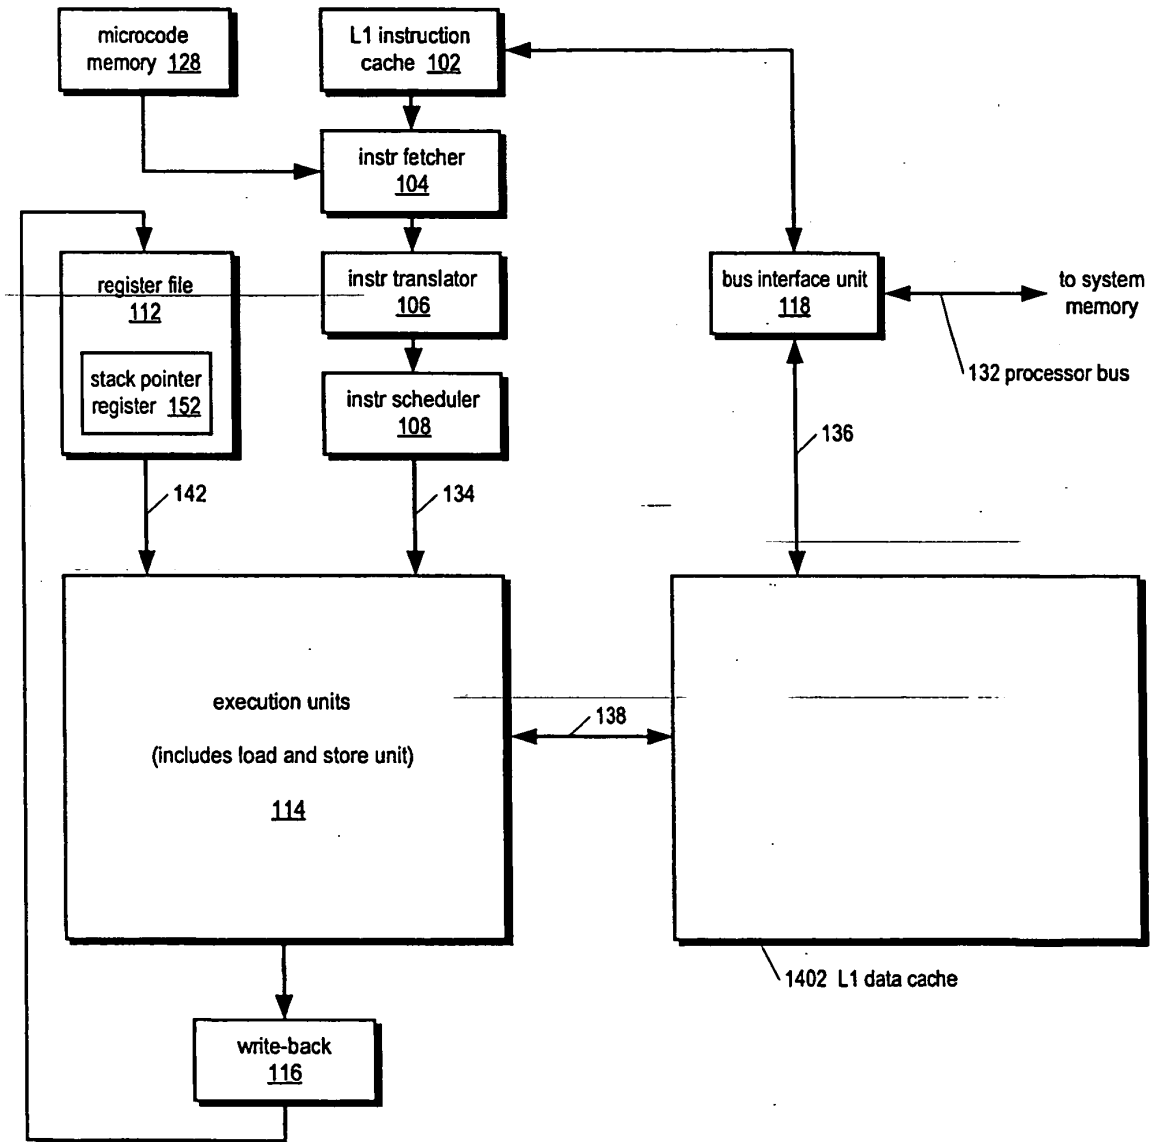 microcode
memory 128
L1 instruction
cache 102
instr fetcher
104
register file
112
stack pointer
register 152
instr translator
106
bus interface unit
118
to system
memory
132 processor bus
instr scheduler
108
136
142
134
execution units
(includes load and store unit)
114
138
1402 L1 data cache
write-back
116